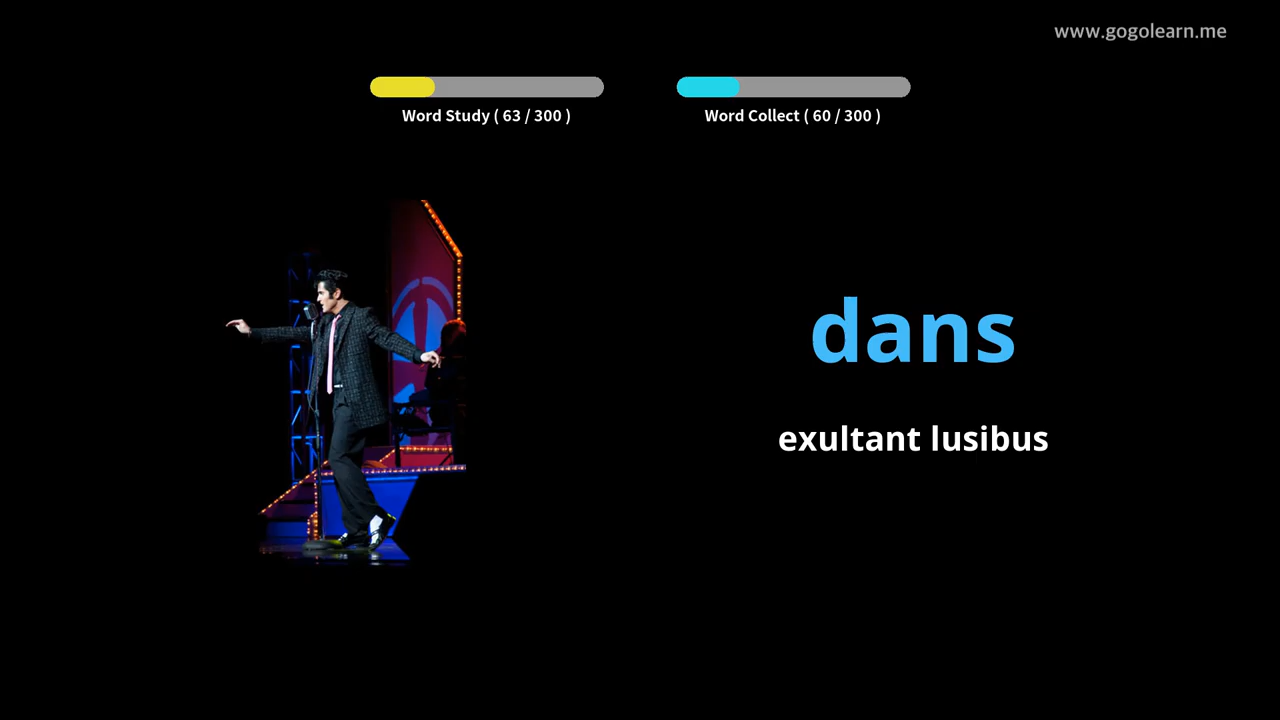 www.gogolearn.me
Word Study ( 63 / 300 )
Word Collect ( 60 / 300 )
dans
exultant lusibus